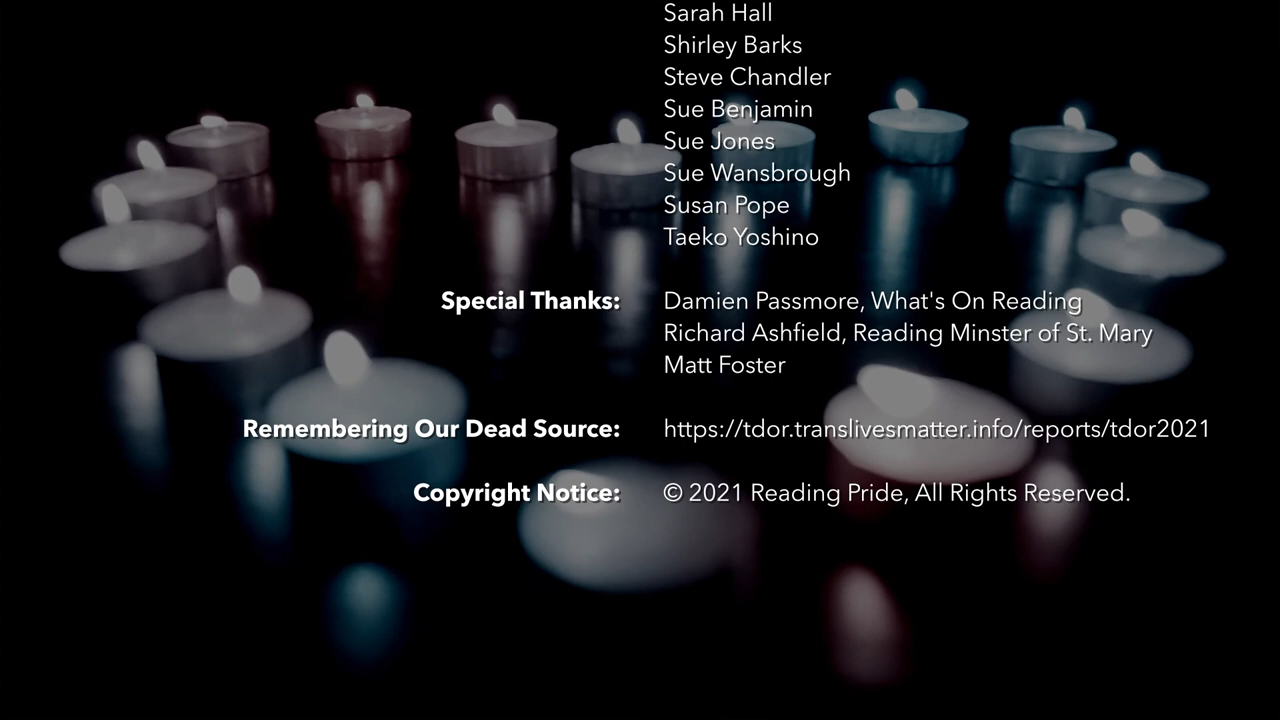 Sarah Hall
Shirley Barks
Steve Chandler
Sue Benjamin
Sue Jones
Sue Wansbrough
Susan Pope
Taeko Yoshino
Special Thanks: Damien Passmore, What's On Reading
Richard Ashfield, Reading Minster of St. Mary
Matt Foster
Remembering Our Dead Source: https://tdor.translivesmatter.info/reports/tdor2021
Copyright Notice: © 2021 Reading Pride, All Rights Reserved.